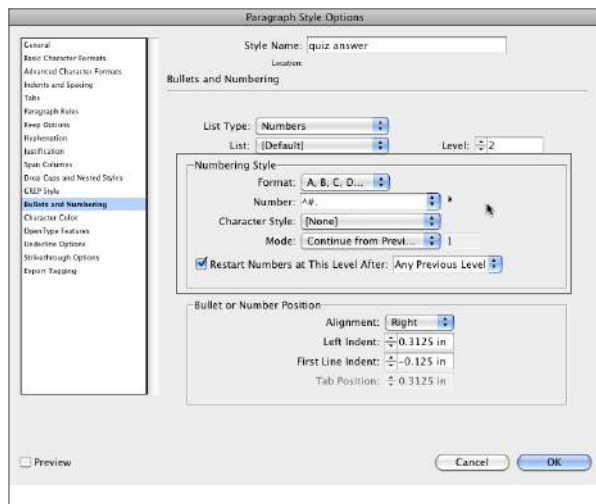 Paragraph Style Options
General
Basic Character Formats
Advanced Character Formats
Indents and Spacing
Tabs
Paragraph Rules
Keep Options
Hyphenation
Justification
Span Columns
Drop Caps and Nested Styles
GREP Style
Bullets and Numbering
Character Color
OpenType Features
Underline Options
Strikethrough Options
Export Tagging
Style Name: quiz answer
Location:
Bullets and Numbering
List Type: Numbers
List: [Default] Level: 2
Numbering Style
Format: A, B, C, D...
Number: ^#.
Character Style: [None]
Mode: Continue from Previ... 1
Restart Numbers at This Level After: Any Previous Level
Bullet or Number Position
Alignment: Right
Left Indent: 0.3125 in
First Line Indent: -0.125 in
Tab Position: 0.3125 in
Preview
Cancel OK